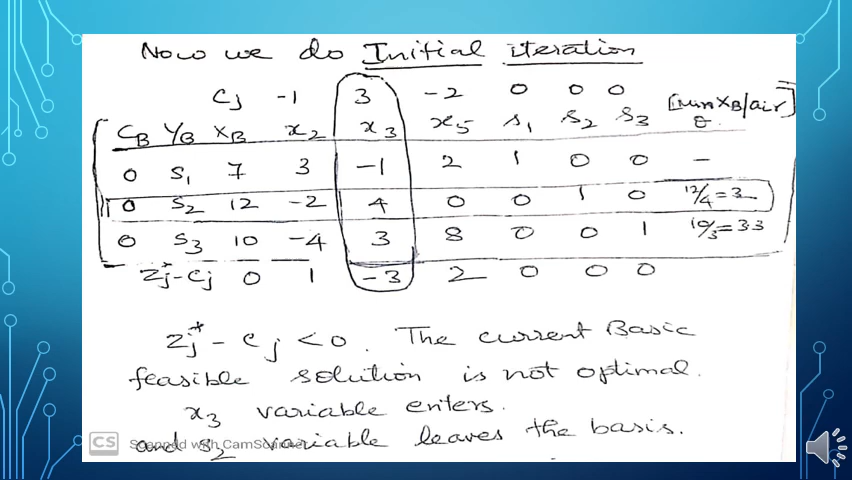 Now we do Initial iteration
Cj -1 3 -2 0 0 0
CB YB XB x2 x3 x5 s1 s2 s3 [Min XB/air] θ
0 S1 7 3 -1 2 1 0 0 -
0 S2 12 -2 4 0 0 1 0 12/4 = 3
0 S3 10 -4 3 8 0 0 1 10/3 = 3.3
Zj* - Cj 0 1 -3 2 0 0 0
Zj* - Cj < 0. The current Basic
feasible solution is not optimal.
x3 variable enters.
and s2 variable leaves the basis.
CS Scanned with CamScanner